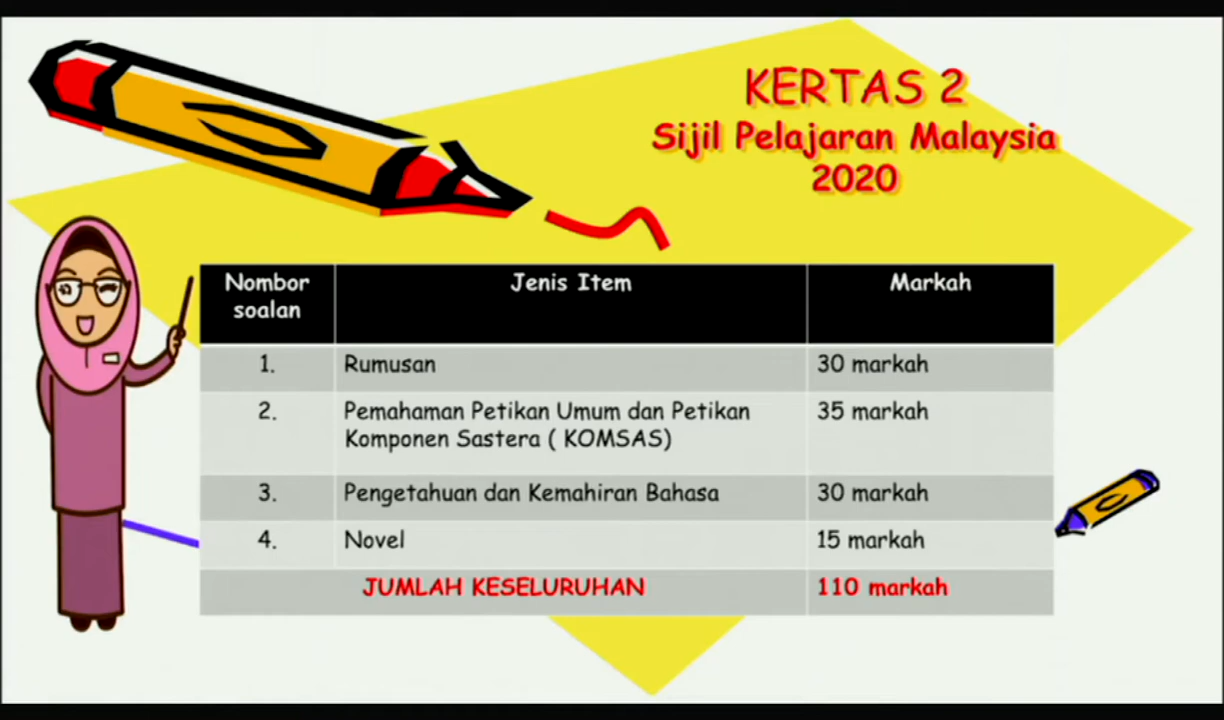 KERTAS 2
Sijil Pelajaran Malaysia
2020
Nombor soalan Jenis Item Markah
1. Rumusan 30 markah
2. Pemahaman Petikan Umum dan Petikan Komponen Sastera ( KOMSAS) 35 markah
3. Pengetahuan dan Kemahiran Bahasa 30 markah
4. Novel 15 markah
JUMLAH KESELURUHAN 110 markah